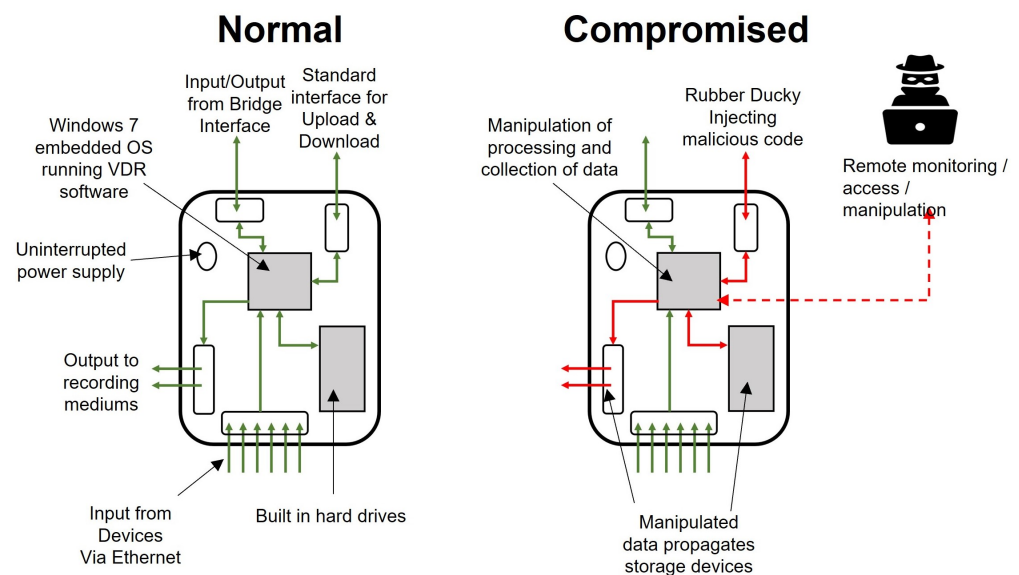 Normal
Compromised
Input/Output
from Bridge
Interface
Standard
interface for
Upload &
Download
Windows 7
embedded OS
running VDR
software
Uninterrupted
power supply
Output to
recording
mediums
Input from
Devices
Via Ethernet
Built in hard drives
Manipulation of
processing and
collection of data
Rubber Ducky
Injecting
malicious code
Remote monitoring /
access /
manipulation
Manipulated
data propagates
storage devices